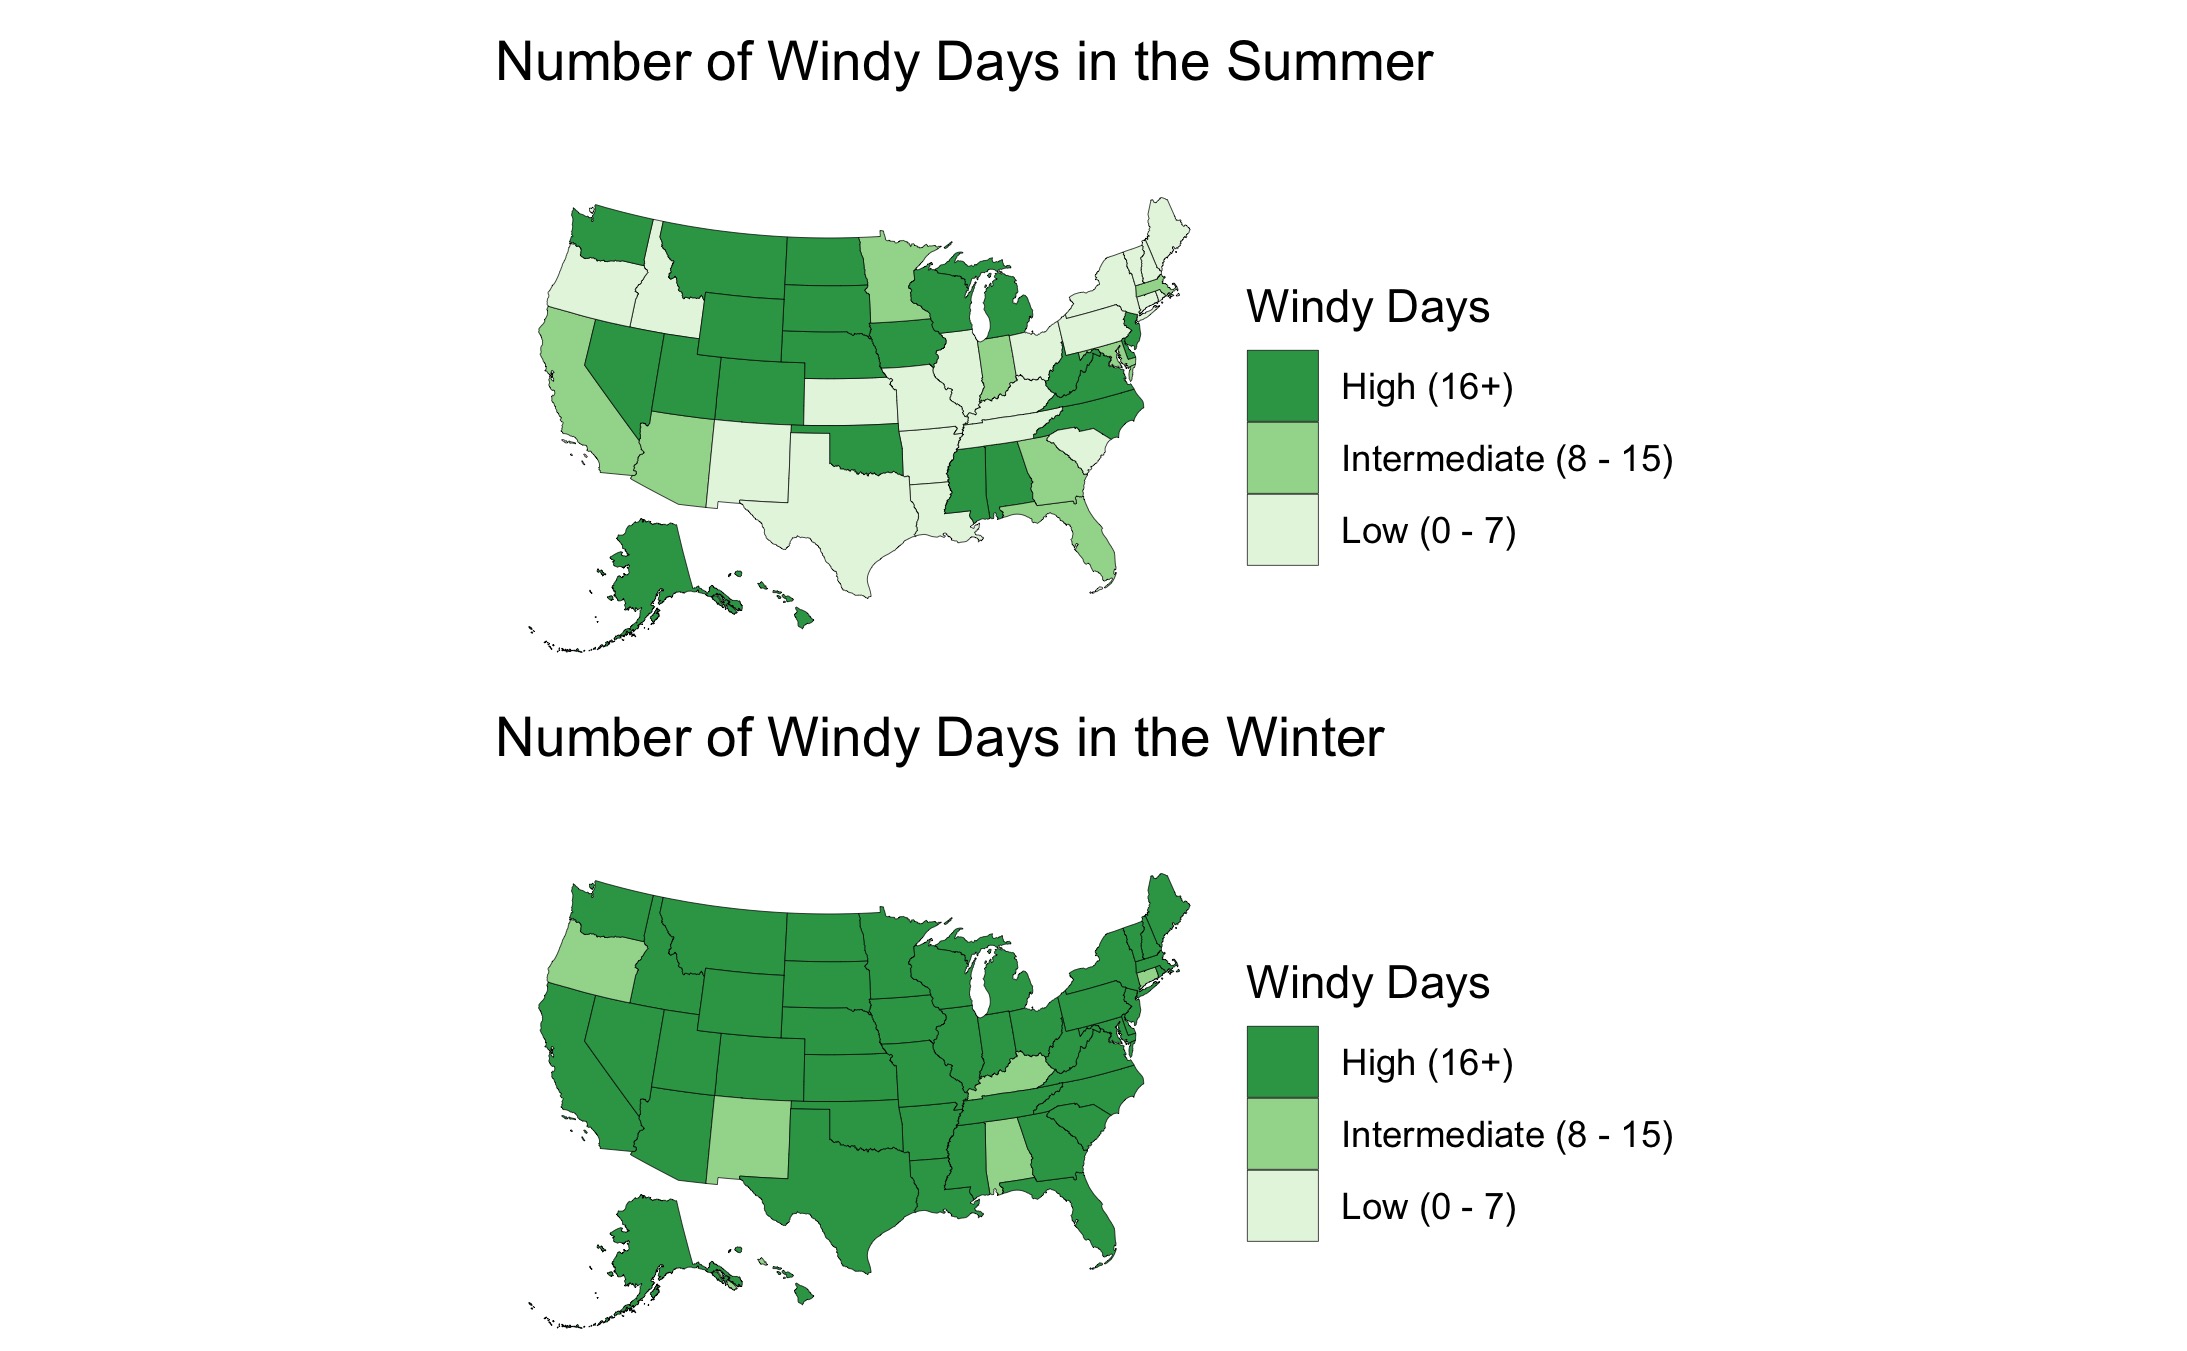 Number of Windy Days in the Summer
Windy Days
High (16+)
Intermediate (8 - 15)
Low (0 - 7)
Number of Windy Days in the Winter
Windy Days
High (16+)
Intermediate (8 - 15)
Low (0 - 7)